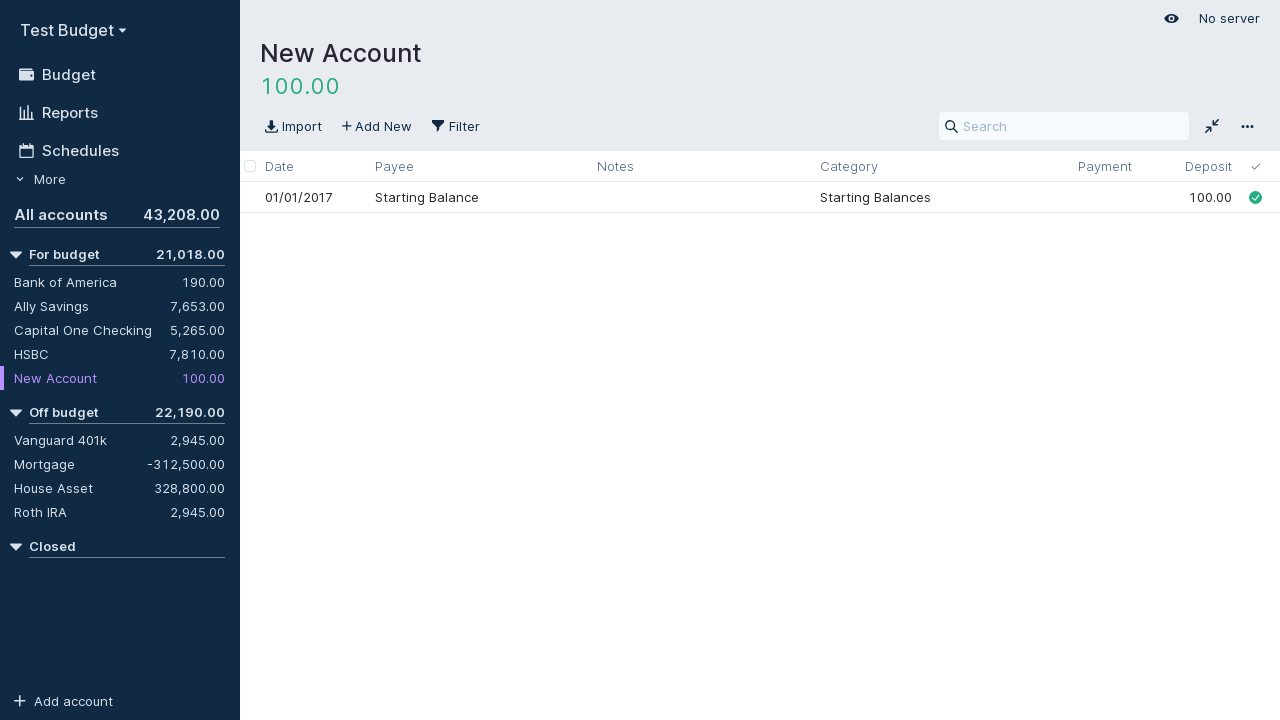 Test Budget
Budget
Reports
Schedules
More
All accounts 43,208.00
For budget 21,018.00
Bank of America 190.00
Ally Savings 7,653.00
Capital One Checking 5,265.00
HSBC 7,810.00
New Account 100.00
Off budget 22,190.00
Vanguard 401k 2,945.00
Mortgage -312,500.00
House Asset 328,800.00
Roth IRA 2,945.00
Closed
Add account
No server
New Account
100.00
Import Add New Filter Search
Date Payee Notes Category Payment Deposit
01/01/2017 Starting Balance Starting Balances 100.00